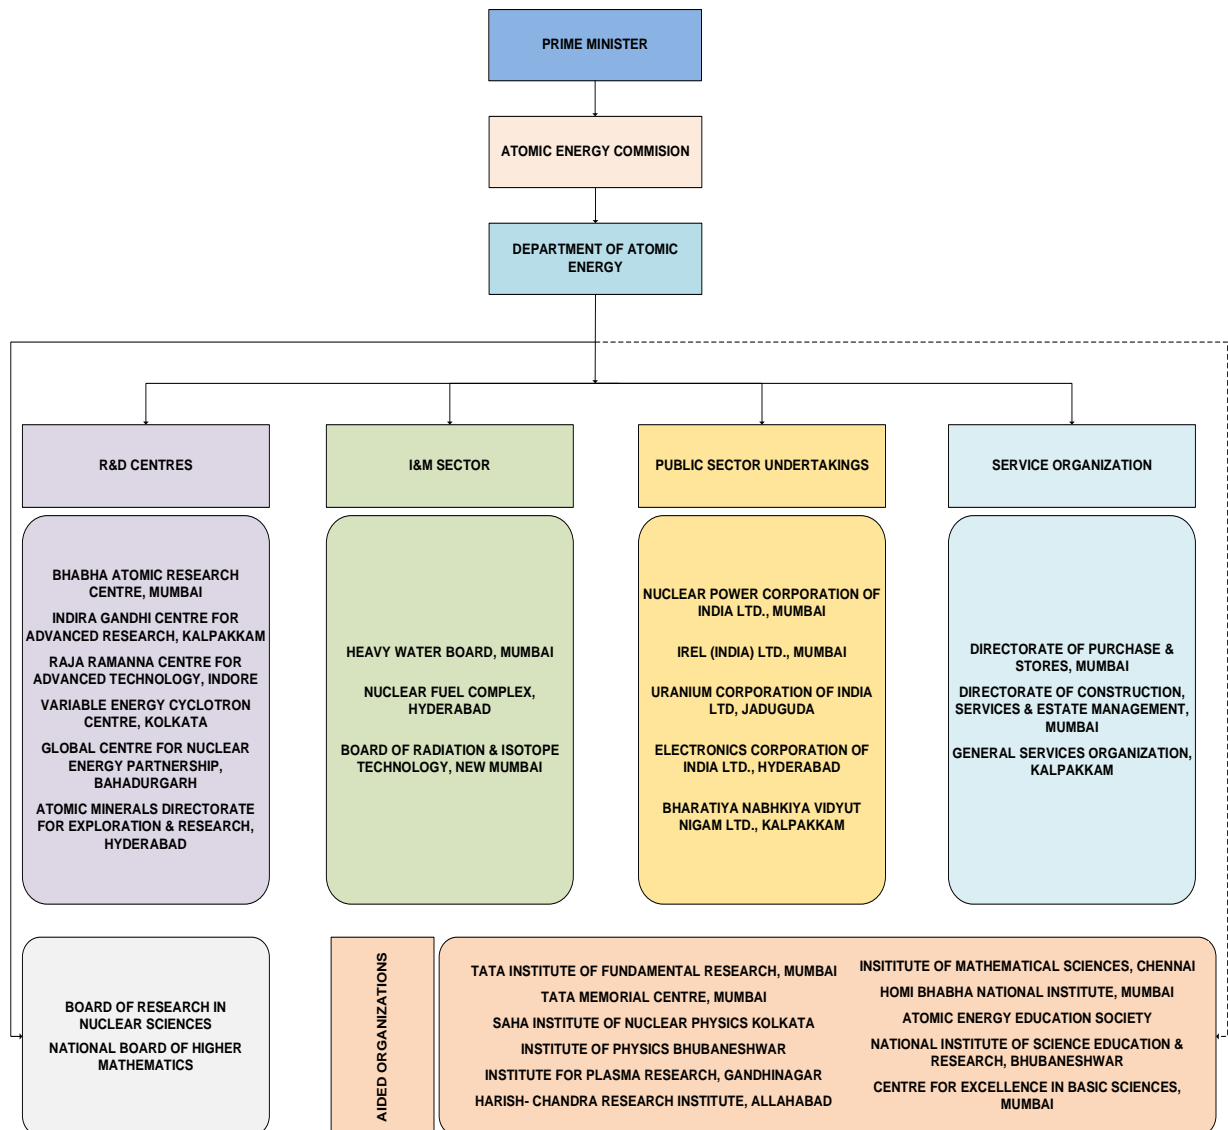 PRIME MINISTER
ATOMIC ENERGY COMMISION
DEPARTMENT OF ATOMIC
ENERGY
R&D CENTRES
I&M SECTOR
PUBLIC SECTOR UNDERTAKINGS
SERVICE ORGANIZATION
BHABHA ATOMIC RESEARCH
CENTRE, MUMBAI
INDIRA GANDHI CENTRE FOR
ADVANCED RESEARCH, KALPAKKAM
RAJA RAMANNA CENTRE FOR
ADVANCED TECHNOLOGY, INDORE
VARIABLE ENERGY CYCLOTRON
CENTRE, KOLKATA
GLOBAL CENTRE FOR NUCLEAR
ENERGY PARTNERSHIP,
BAHADURGARH
ATOMIC MINERALS DIRECTORATE
FOR EXPLORATION & RESEARCH,
HYDERABAD
HEAVY WATER BOARD, MUMBAI
NUCLEAR FUEL COMPLEX,
HYDERABAD
BOARD OF RADIATION & ISOTOPE
TECHNOLOGY, NEW MUMBAI
NUCLEAR POWER CORPORATION OF
INDIA LTD., MUMBAI
IREL (INDIA) LTD., MUMBAI
URANIUM CORPORATION OF INDIA
LTD, JADUGUDA
ELECTRONICS CORPORATION OF
INDIA LTD., HYDERABAD
BHARATIYA NABHKIYA VIDYUT
NIGAM LTD., KALPAKKAM
DIRECTORATE OF PURCHASE &
STORES, MUMBAI
DIRECTORATE OF CONSTRUCTION,
SERVICES & ESTATE MANAGEMENT,
MUMBAI
GENERAL SERVICES ORGANIZATION,
KALPAKKAM
BOARD OF RESEARCH IN
NUCLEAR SCIENCES
NATIONAL BOARD OF HIGHER
MATHEMATICS
AIDED ORGANIZATIONS
TATA INSTITUTE OF FUNDAMENTAL RESEARCH, MUMBAI
TATA MEMORIAL CENTRE, MUMBAI
SAHA INSTITUTE OF NUCLEAR PHYSICS KOLKATA
INSTITUTE OF PHYSICS BHUBANESHWAR
INSTITUTE FOR PLASMA RESEARCH, GANDHINAGAR
HARISH- CHANDRA RESEARCH INSTITUTE, ALLAHABAD
INSITITUTE OF MATHEMATICAL SCIENCES, CHENNAI
HOMI BHABHA NATIONAL INSTITUTE, MUMBAI
ATOMIC ENERGY EDUCATION SOCIETY
NATIONAL INSTITUTE OF SCIENCE EDUCATION &
RESEARCH, BHUBANESHWAR
CENTRE FOR EXCELLENCE IN BASIC SCIENCES,
MUMBAI